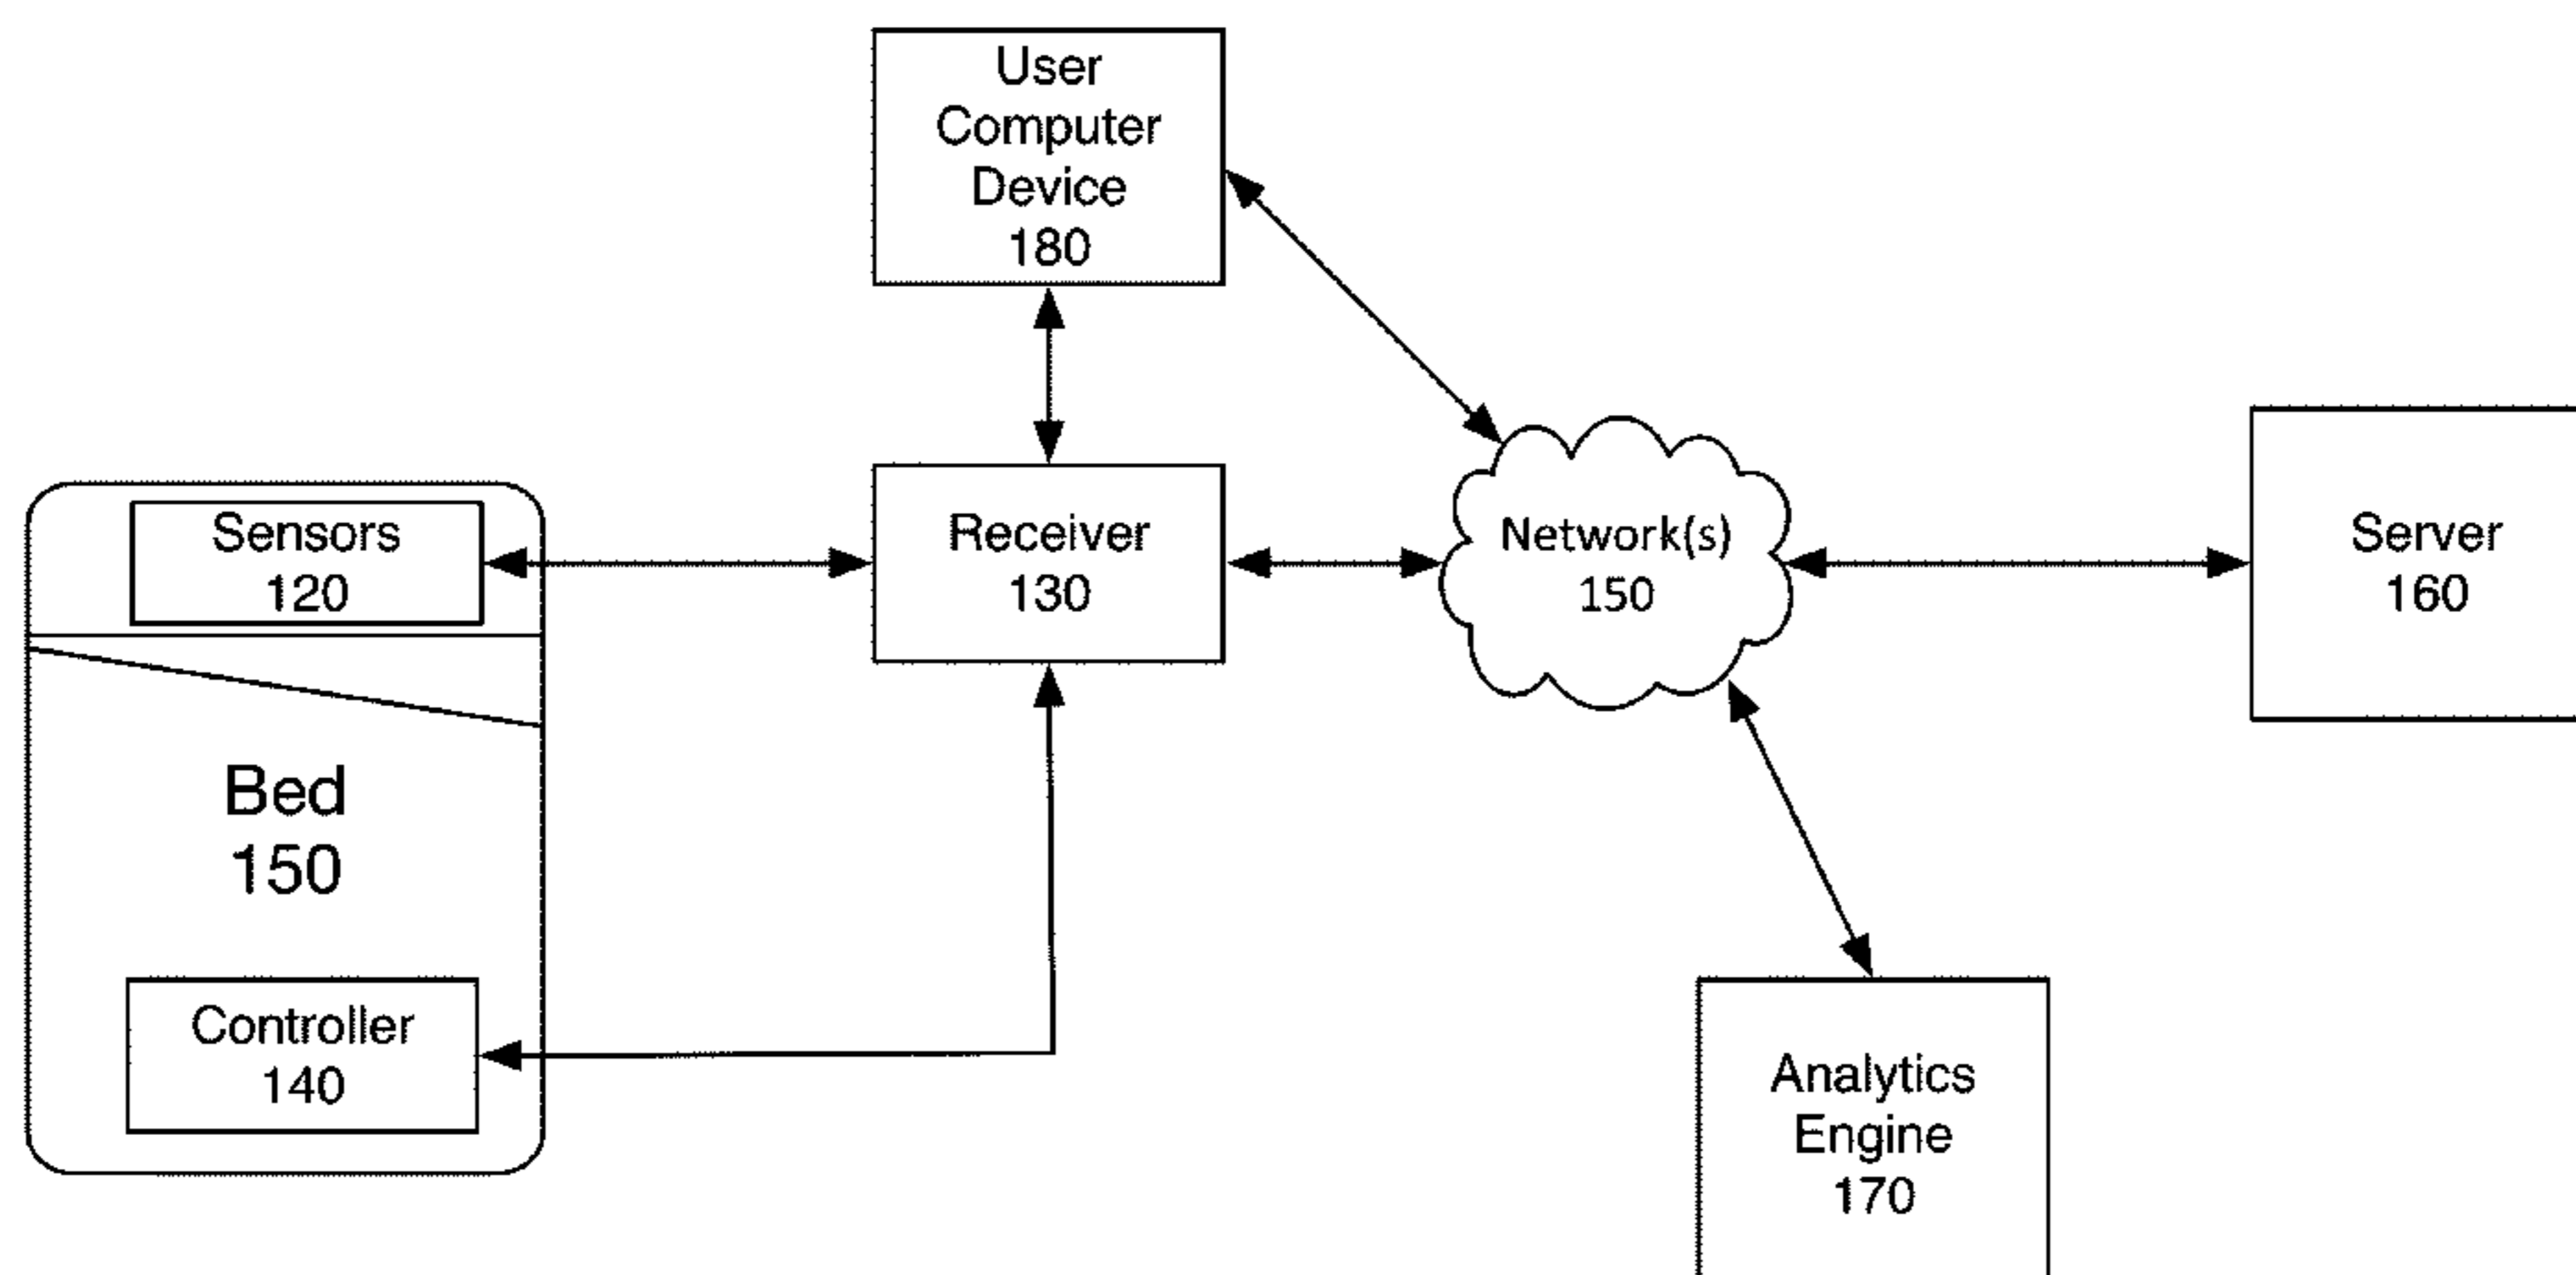 User
Computer
Device
180
Sensors
120
Receiver
130
Network(s)
150
Server
160
Bed
150
Controller
140
Analytics
Engine
170